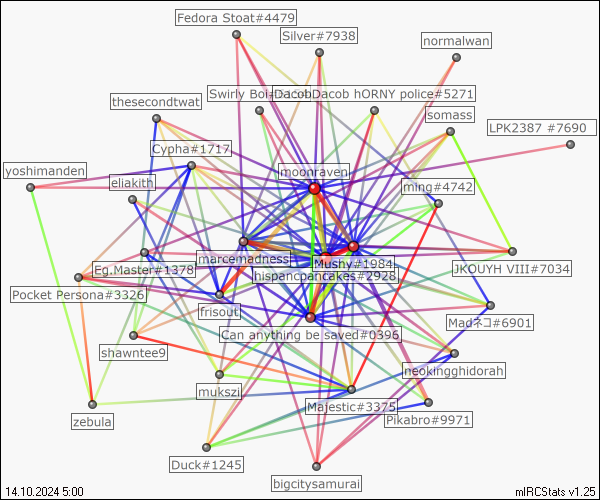 Fedora Stoat#4479
Silver#7938
normalwan
Swirly Boi
Dacob
Dacob hORNY police#5271
thesecondtwat
somass
LPK2387 #7690
Cypha#1717
moonraven
yoshimanden
eliakith
ming#4742
marcemadness
Mushy#1984
Eg.Master#1378
hispanicpancakes#2928
JKOUYH VIII#7034
Pocket Persona#3326
frisout
Madネコ#6901
Can anything be saved#0396
shawntee9
neokingghidorah
mukszi
Majestic#3375
Pikabro#9971
zebula
Duck#1245
bigcitysamurai
14.10.2024 5:00
mIRCStats v1.25